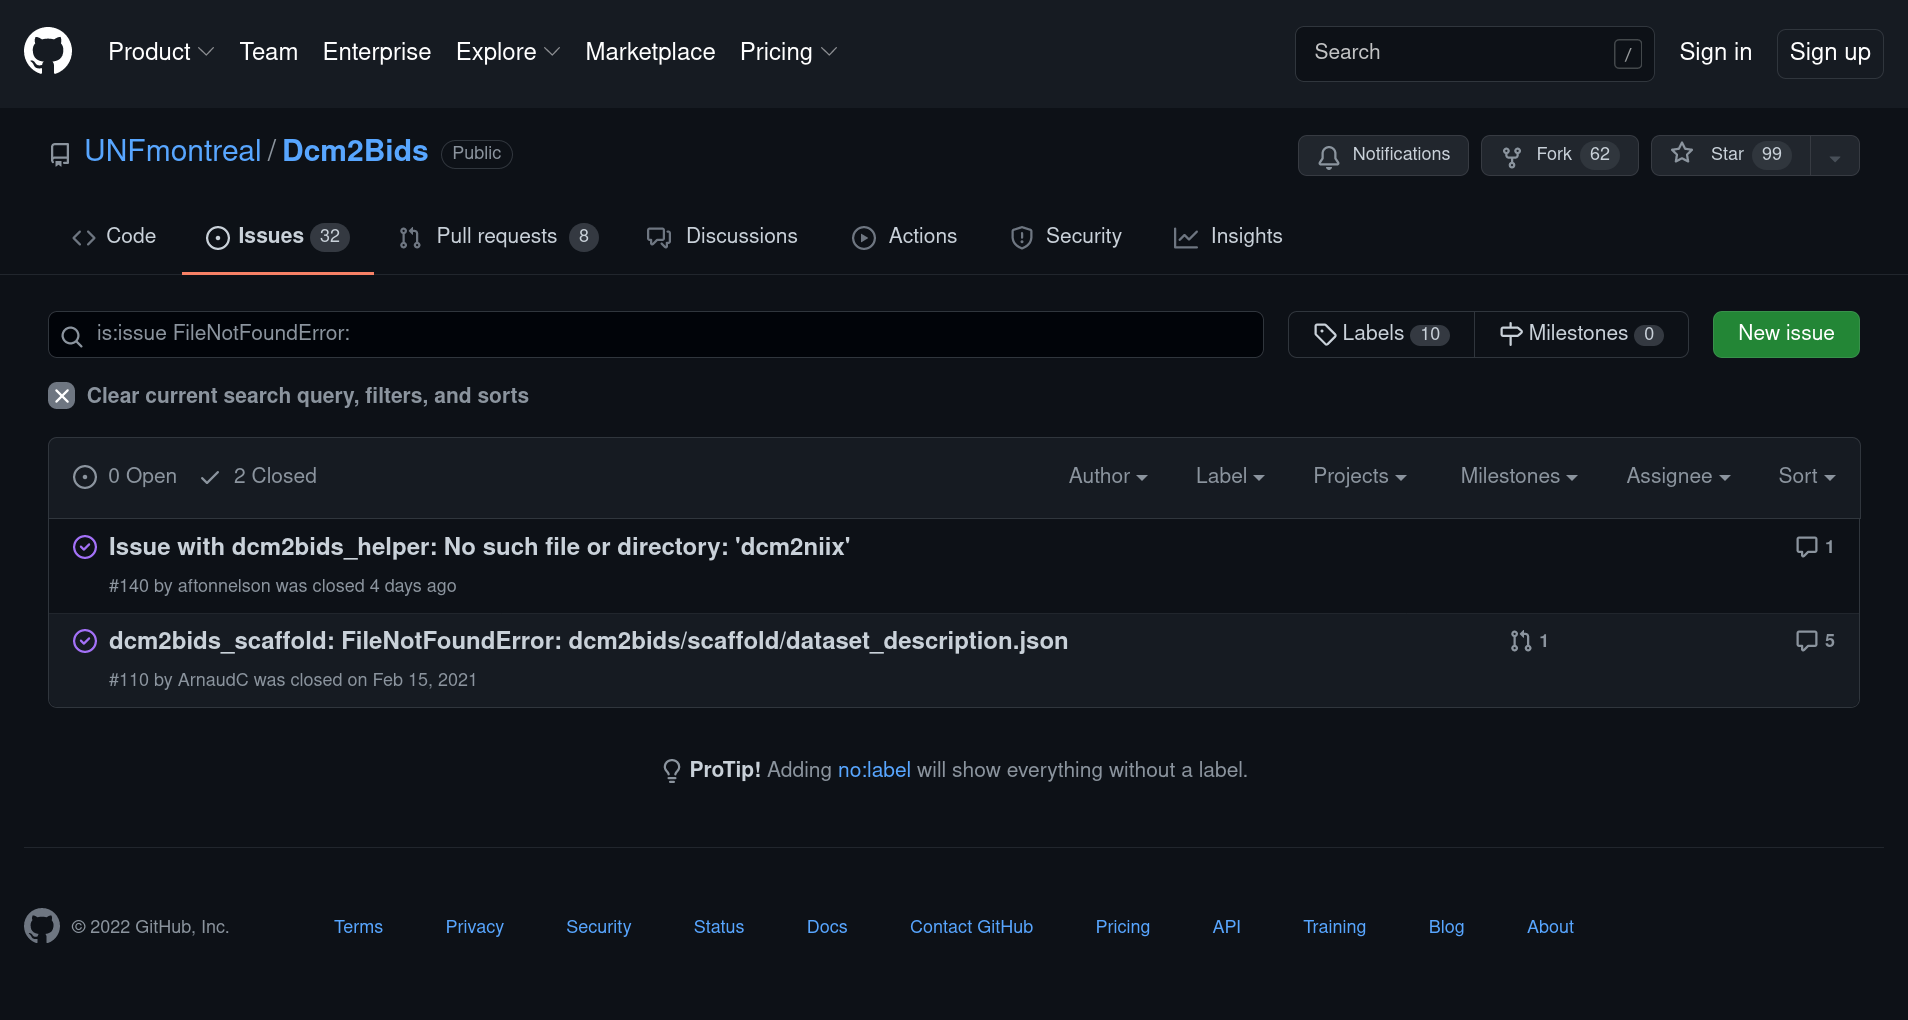 Product Team Enterprise Explore Marketplace Pricing Search / Sign in Sign up
UNFmontreal / Dcm2Bids Public Notifications Fork 62 Star 99
Code Issues 32 Pull requests 8 Discussions Actions Security Insights
is:issue FileNotFoundError: Labels 10 Milestones 0 New issue
Clear current search query, filters, and sorts
0 Open 2 Closed Author Label Projects Milestones Assignee Sort
Issue with dcm2bids_helper: No such file or directory: 'dcm2niix' 1
#140 by aftonnelson was closed 4 days ago
dcm2bids_scaffold: FileNotFoundError: dcm2bids/scaffold/dataset_description.json 1 5
#110 by ArnaudC was closed on Feb 15, 2021
ProTip! Adding no:label will show everything without a label.
© 2022 GitHub, Inc. Terms Privacy Security Status Docs Contact GitHub Pricing API Training Blog About